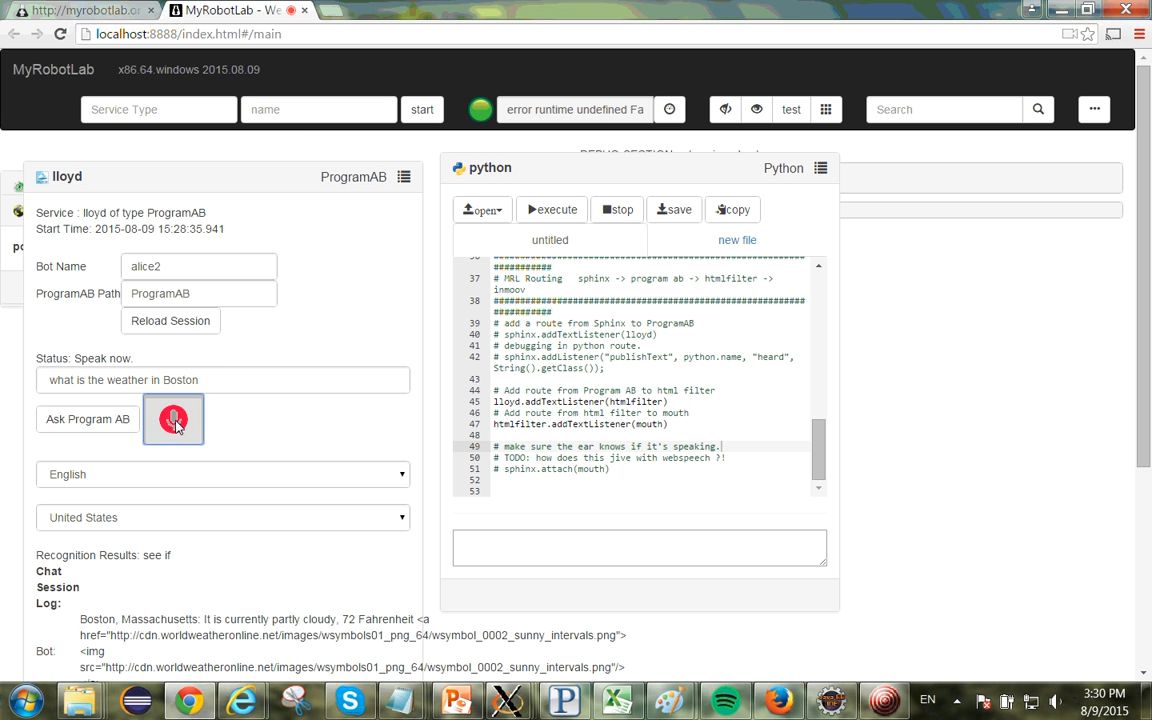 http://myrobotlab.or
MyRobotLab - We
localhost:8888/index.html#/main
MyRobotLab x86.64.windows 2015.08.09
Service Type name start error runtime undefined Fa test Search
lloyd ProgramAB
Service : lloyd of type ProgramAB
Start Time: 2015-08-09 15:28:35.941
Bot Name alice2
ProgramAB Path ProgramAB
Reload Session
Status: Speak now.
what is the weather in Boston
Ask Program AB
English
United States
Recognition Results: see if
Chat
Session
Log:
Boston, Massachusetts: It is currently partly cloudy, 72 Fahrenheit <a
href="http://cdn.worldweatheronline.net/images/wsymbols01_png_64/wsymbol_0002_sunny_intervals.png">
Bot: <img
src="http://cdn.worldweatheronline.net/images/wsymbols01_png_64/wsymbol_0002_sunny_intervals.png"/>
python Python
open execute stop save copy
untitled new file
########################################################
###########
37 # MRL Routing sphinx -> program ab -> htmlfilter ->
inmoov
38 ########################################################
###########
39 # add a route from Sphinx to ProgramAB
40 # sphinx.addTextListener(lloyd)
41 # debugging in python route.
42 # sphinx.addListener("publishText", python.name, "heard",
String().getClass());
43
44 # Add route from Program AB to html filter
45 lloyd.addTextListener(htmlfilter)
46 # Add route from html filter to mouth
47 htmlfilter.addTextListener(mouth)
48
49 # make sure the ear knows if it's speaking.
50 # TODO: how does this jive with webspeech ?!
51 # sphinx.attach(mouth)
52
53
po
EN
3:30 PM
8/9/2015